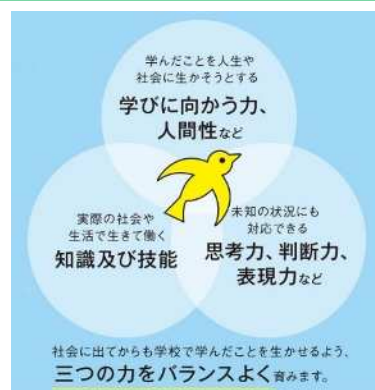 学んだことを人生や
社会に生かそうとする
学びに向かう力、
人間性など
実際の社会や
生活で生きて働く
知識及び技能
未知の状況にも
対応できる
思考力、判断力、
表現力など
社会に出てからも学校で学んだことを生かせるよう、
三つの力をバランスよく育みます。